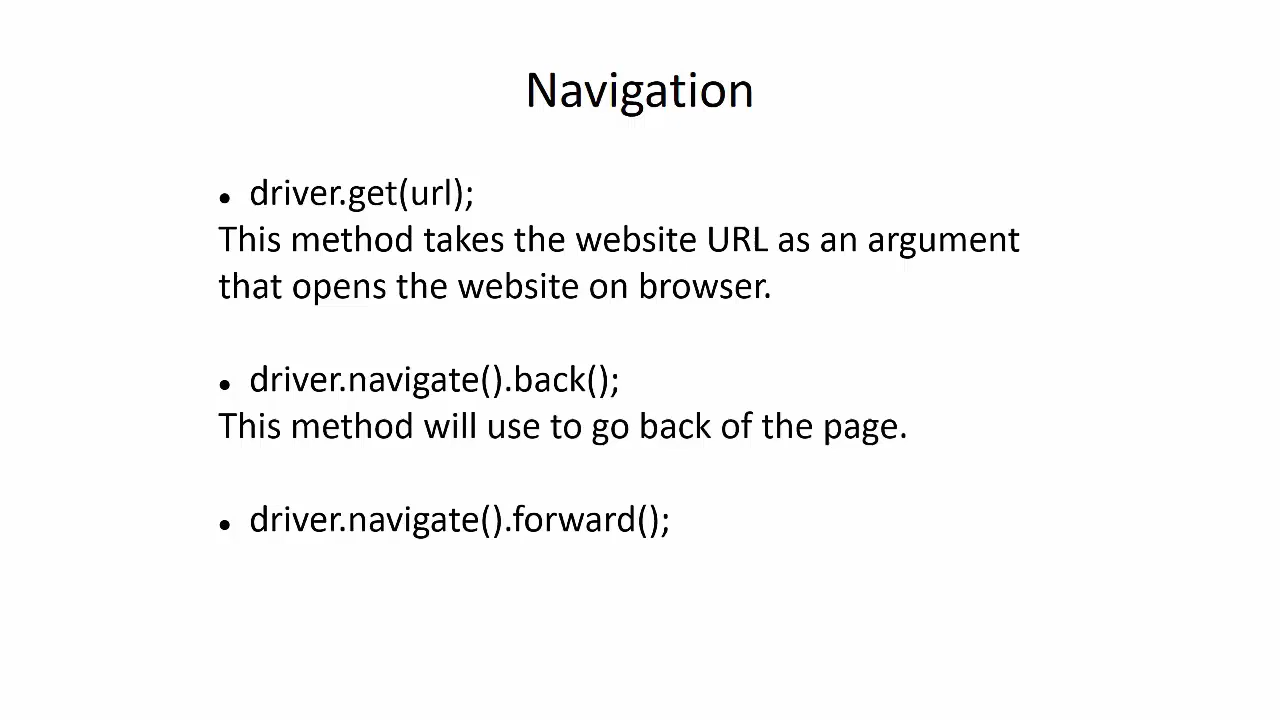 Navigation
● driver.get(url);
This method takes the website URL as an argument
that opens the website on browser.
● driver.navigate().back();
This method will use to go back of the page.
● driver.navigate().forward();